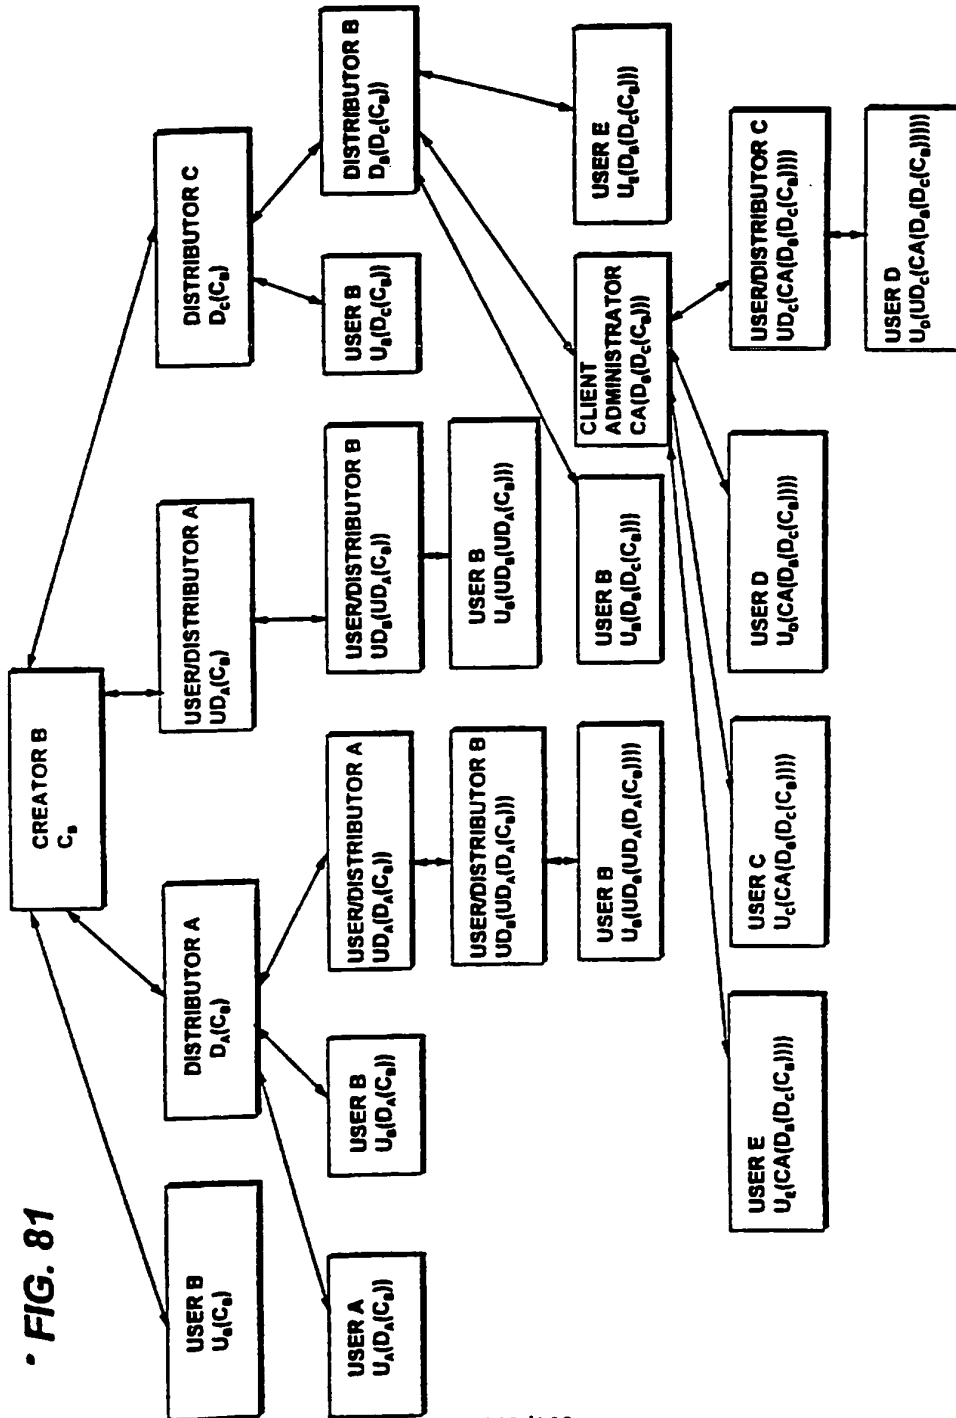 FIG. 81
CREATOR B
C_B
USER B
U_B(C_B)
DISTRIBUTOR A
D_A(C_B)
USER/DISTRIBUTOR A
UD_A(C_B)
DISTRIBUTOR C
D_C(C_B)
USER A
U_A(D_A(C_B))
USER B
U_B(D_A(C_B))
USER/DISTRIBUTOR A
UD_A(D_A(C_B))
USER/DISTRIBUTOR B
UD_B(UD_A(C_B))
USER B
U_B(D_C(C_B))
DISTRIBUTOR B
D_B(D_C(C_B))
USER/DISTRIBUTOR B
UD_B(UD_A(D_A(C_B)))
USER B
U_B(UD_B(UD_A(C_B)))
USER B
U_B(UD_B(UD_A(D_A(C_B))))
USER B
U_B(D_B(D_C(C_B)))
CLIENT
ADMINISTRATOR
CA(D_B(D_C(C_B)))
USER E
U_E(D_B(D_C(C_B)))
USER E
U_E(CA(D_B(D_C(C_B))))
USER C
U_C(CA(D_B(D_C(C_B))))
USER D
U_D(CA(D_B(D_C(C_B))))
USER/DISTRIBUTOR C
UD_C(CA(D_B(D_C(C_B))))
USER D
U_D(UD_C(CA(D_B(D_C(C_B)))))